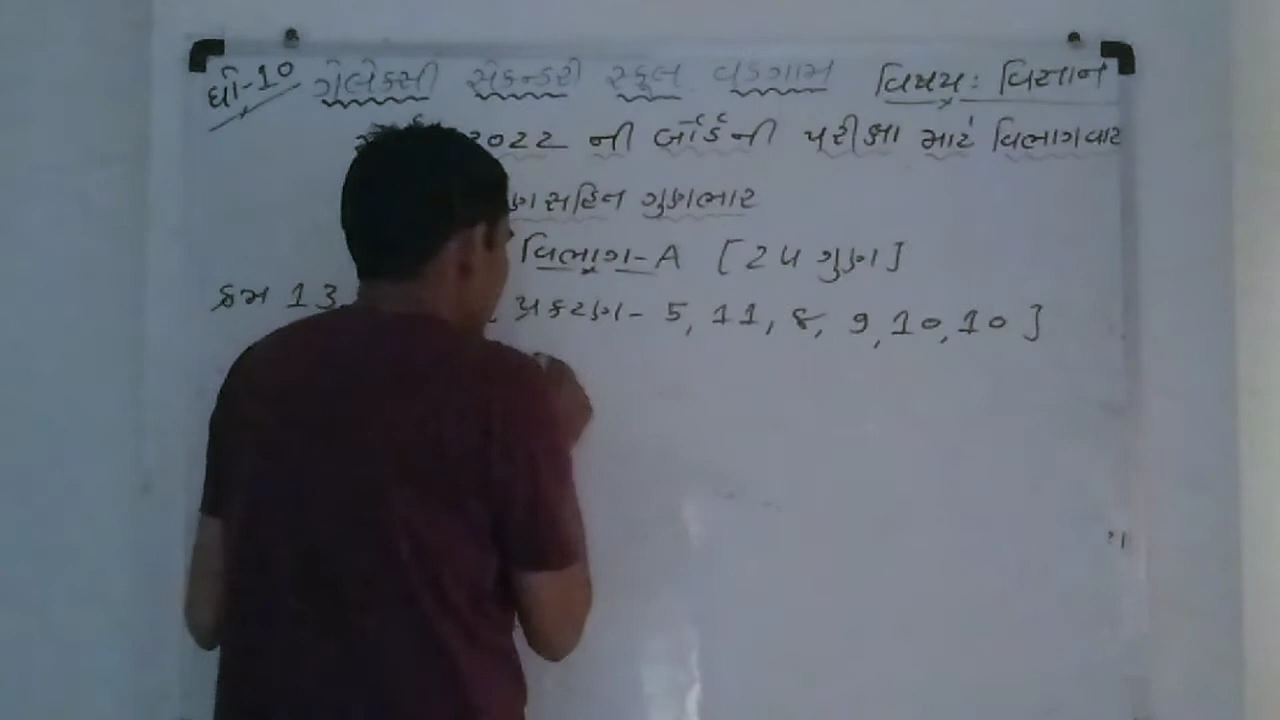 ધો-10 ગેલેક્સી સેકન્ડરી સ્કૂલ વડગામ વિષય: વિજ્ઞાન
2022 ની બોર્ડની પરીક્ષા માટે વિભાગવાર
સહિત ગુણભાર
વિભાગ-A [24 ગુણ]
ક્રમ 13 પ્રકરણ- 5, 11, 8, 9, 10, 10 ]